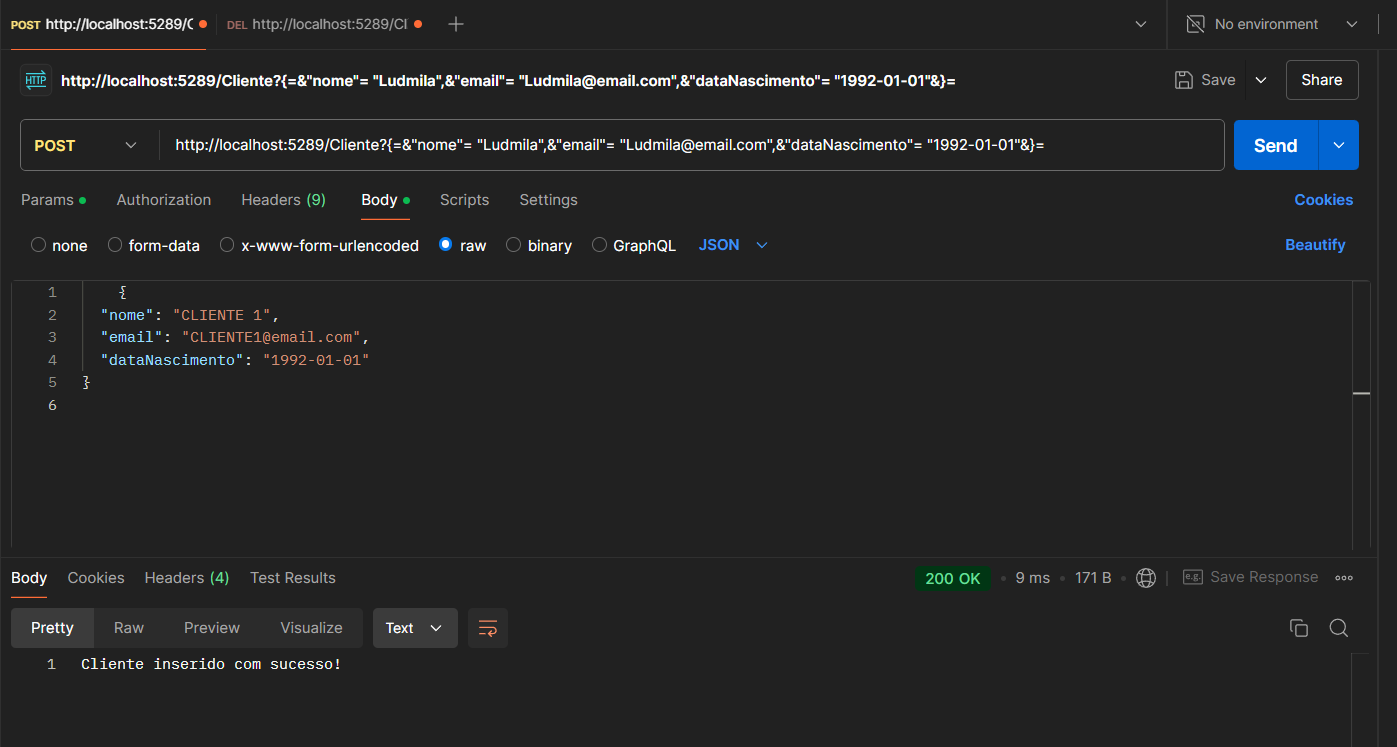 POST http://localhost:5289/C DEL http://localhost:5289/Cl No environment
HTTP http://localhost:5289/Cliente?{=&"nome"= "Ludmila",&"email"= "Ludmila@email.com",&"dataNascimento"= "1992-01-01"&}= Save Share
POST http://localhost:5289/Cliente?{=&"nome"= "Ludmila",&"email"= "Ludmila@email.com",&"dataNascimento"= "1992-01-01"&}= Send
Params Authorization Headers (9) Body Scripts Settings Cookies
none form-data x-www-form-urlencoded raw binary GraphQL JSON Beautify
1 {
2 "nome": "CLIENTE 1",
3 "email": "CLIENTE1@email.com",
4 "dataNascimento": "1992-01-01"
5 }
6
Body Cookies Headers (4) Test Results 200 OK 9 ms 171 B e.g. Save Response
Pretty Raw Preview Visualize Text
1 Cliente inserido com sucesso!